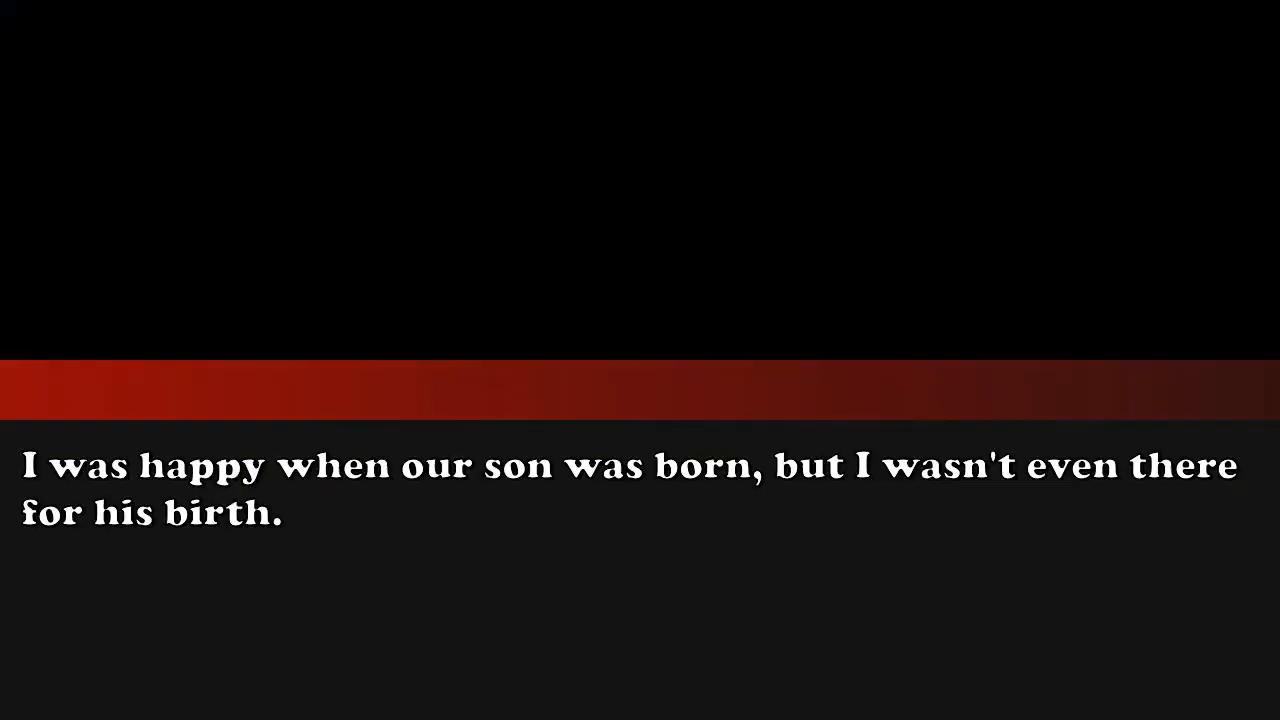 I was happy when our son was born, but I wasn't even there
for his birth.